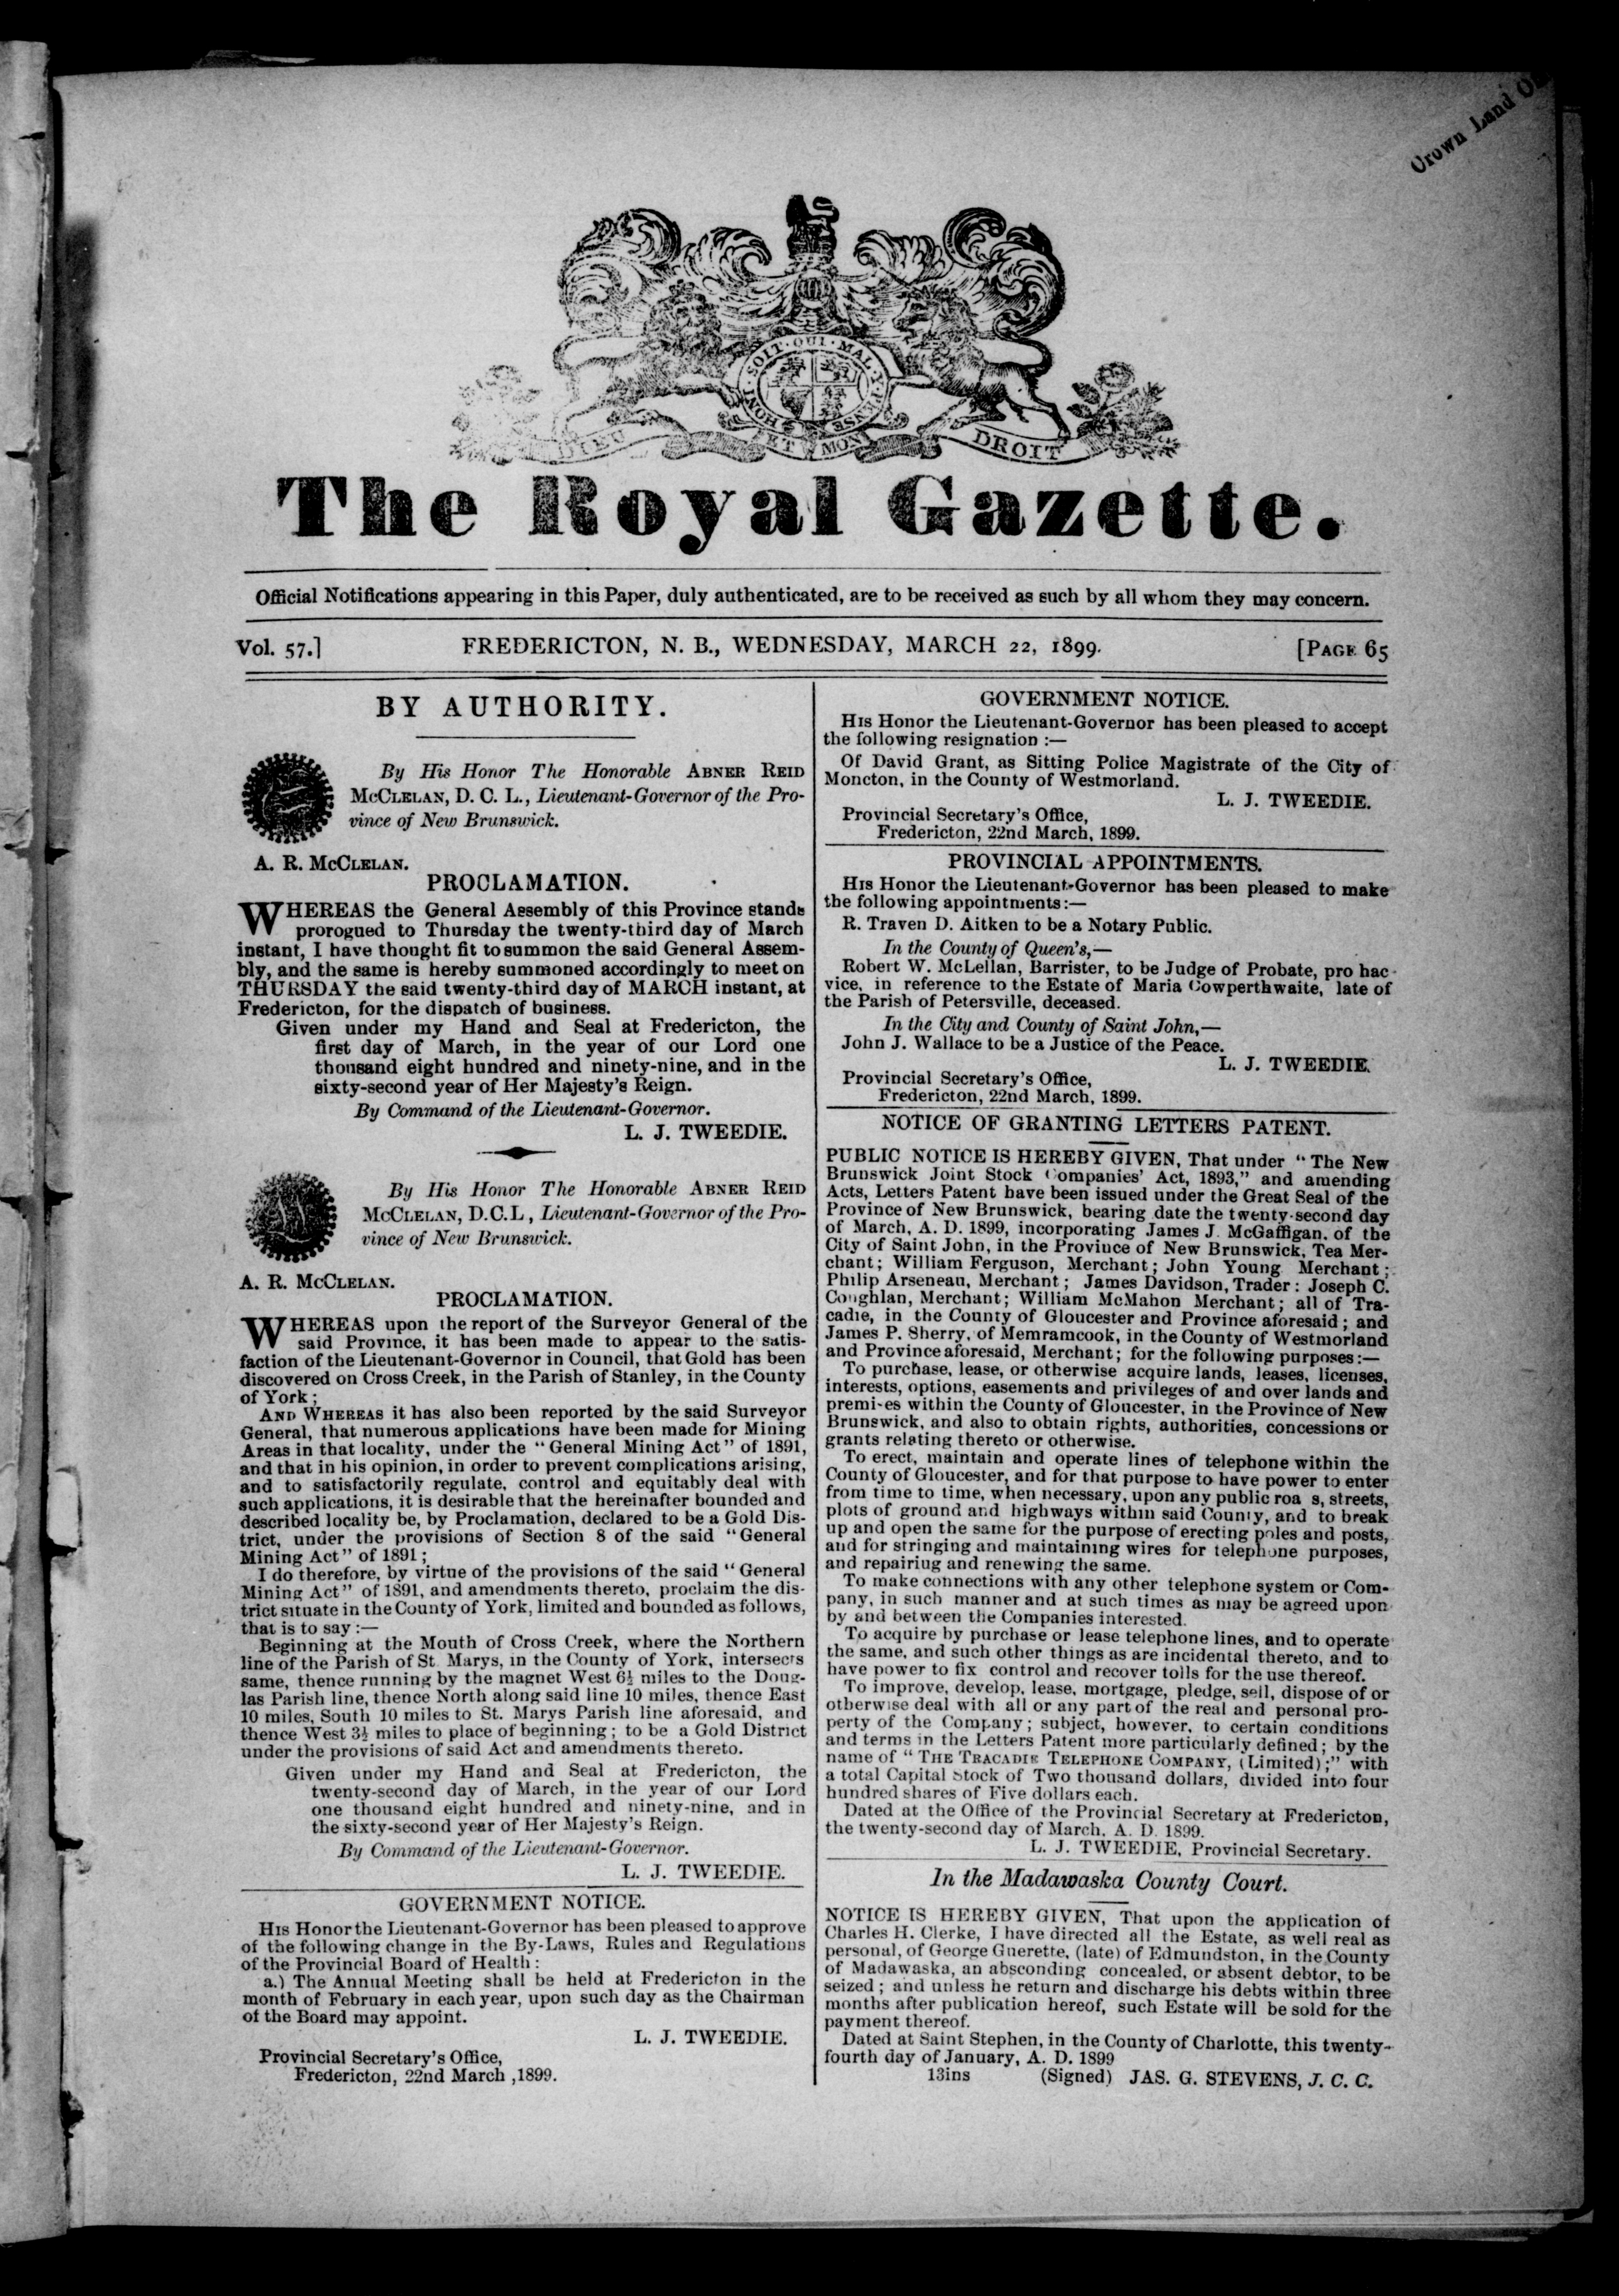 Crown Land
HONI · SOIT · QUI · MAL · Y · PENSE
DIEU ET MON DROIT
The Royal Gazette.
Official Notifications appearing in this Paper, duly authenticated, are to be received as such by all whom they may concern.
Vol. 57.] FREDERICTON, N. B., WEDNESDAY, MARCH 22, 1899. [PAGE 65
BY AUTHORITY.
By His Honor The Honorable ABNER REID
MCCLELAN, D. C. L., Lieutenant-Governor of the Pro-
vince of New Brunswick.
A. R. MCCLELAN.
PROCLAMATION.
WHEREAS the General Assembly of this Province stands
prorogued to Thursday the twenty-third day of March
instant, I have thought fit to summon the said General Assem-
bly, and the same is hereby summoned accordingly to meet on
THURSDAY the said twenty-third day of MARCH instant, at
Fredericton, for the dispatch of business.
Given under my Hand and Seal at Fredericton, the
first day of March, in the year of our Lord one
thousand eight hundred and ninety-nine, and in the
sixty-second year of Her Majesty's Reign.
By Command of the Lieutenant-Governor.
L. J. TWEEDIE.
By His Honor The Honorable ABNER REID
MCCLELAN, D.C.L, Lieutenant-Governor of the Pro-
vince of New Brunswick.
A. R. MCCLELAN.
PROCLAMATION.
WHEREAS upon the report of the Surveyor General of the
said Province, it has been made to appear to the satis-
faction of the Lieutenant-Governor in Council, that Gold has been
discovered on Cross Creek, in the Parish of Stanley, in the County
of York;
AND WHEREAS it has also been reported by the said Surveyor
General, that numerous applications have been made for Mining
Areas in that locality, under the "General Mining Act" of 1891,
and that in his opinion, in order to prevent complications arising,
and to satisfactorily regulate, control and equitably deal with
such applications, it is desirable that the hereinafter bounded and
described locality be, by Proclamation, declared to be a Gold Dis-
trict, under the provisions of Section 8 of the said "General
Mining Act" of 1891;
I do therefore, by virtue of the provisions of the said "General
Mining Act" of 1891, and amendments thereto, proclaim the dis-
trict situate in the County of York, limited and bounded as follows,
that is to say:—
Beginning at the Mouth of Cross Creek, where the Northern
line of the Parish of St Marys, in the County of York, intersects
same, thence running by the magnet West 6½ miles to the Doug-
las Parish line, thence North along said line 10 miles, thence East
10 miles, South 10 miles to St. Marys Parish line aforesaid, and
thence West 3½ miles to place of beginning; to be a Gold District
under the provisions of said Act and amendments thereto.
Given under my Hand and Seal at Fredericton, the
twenty-second day of March, in the year of our Lord
one thousand eight hundred and ninety-nine, and in
the sixty-second year of Her Majesty's Reign.
By Command of the Lieutenant-Governor.
L. J. TWEEDIE.
GOVERNMENT NOTICE.
HIS Honor the Lieutenant-Governor has been pleased to approve
of the following change in the By-Laws, Rules and Regulations
of the Provincial Board of Health:
a.) The Annual Meeting shall be held at Fredericton in the
month of February in each year, upon such day as the Chairman
of the Board may appoint.
L. J. TWEEDIE.
Provincial Secretary's Office,
Fredericton, 22nd March ,1899.
GOVERNMENT NOTICE.
HIS Honor the Lieutenant-Governor has been pleased to accept
the following resignation :—
Of David Grant, as Sitting Police Magistrate of the City of
Moncton, in the County of Westmorland.
L. J. TWEEDIE.
Provincial Secretary's Office,
Fredericton, 22nd March, 1899.
PROVINCIAL APPOINTMENTS.
HIS Honor the Lieutenant-Governor has been pleased to make
the following appointments:—
R. Traven D. Aitken to be a Notary Public.
In the County of Queen's,—
Robert W. McLellan, Barrister, to be Judge of Probate, pro hac
vice, in reference to the Estate of Maria Cowperthwaite, late of
the Parish of Petersville, deceased.
In the City and County of Saint John,—
John J. Wallace to be a Justice of the Peace.
L. J. TWEEDIE.
Provincial Secretary's Office,
Fredericton, 22nd March, 1899.
NOTICE OF GRANTING LETTERS PATENT.
PUBLIC NOTICE IS HEREBY GIVEN, That under "The New
Brunswick Joint Stock Companies' Act, 1893," and amending
Acts, Letters Patent have been issued under the Great Seal of the
Province of New Brunswick, bearing date the twenty-second day
of March, A. D. 1899, incorporating James J. McGaffigan, of the
City of Saint John, in the Province of New Brunswick, Tea Mer-
chant; William Ferguson, Merchant; John Young Merchant;
Philip Arseneau, Merchant; James Davidson, Trader: Joseph C.
Coughlan, Merchant; William McMahon Merchant; all of Tra-
cadie, in the County of Gloucester and Province aforesaid; and
James P. Sherry, of Memramcook, in the County of Westmorland
and Province aforesaid, Merchant; for the following purposes:—
To purchase, lease, or otherwise acquire lands, leases, licenses,
interests, options, easements and privileges of and over lands and
premises within the County of Gloucester, in the Province of New
Brunswick, and also to obtain rights, authorities, concessions or
grants relating thereto or otherwise.
To erect, maintain and operate lines of telephone within the
County of Gloucester, and for that purpose to have power to enter
from time to time, when necessary, upon any public roa s, streets,
plots of ground and highways within said County, and to break
up and open the same for the purpose of erecting poles and posts,
and for stringing and maintaining wires for telephone purposes,
and repairing and renewing the same.
To make connections with any other telephone system or Com-
pany, in such manner and at such times as may be agreed upon
by and between the Companies interested.
To acquire by purchase or lease telephone lines, and to operate
the same, and such other things as are incidental thereto, and to
have power to fix control and recover tolls for the use thereof.
To improve, develop, lease, mortgage, pledge, sell, dispose of or
otherwise deal with all or any part of the real and personal pro-
perty of the Company; subject, however, to certain conditions
and terms in the Letters Patent more particularly defined; by the
name of "THE TRACADIE TELEPHONE COMPANY, (Limited);" with
a total Capital Stock of Two thousand dollars, divided into four
hundred shares of Five dollars each.
Dated at the Office of the Provincial Secretary at Fredericton,
the twenty-second day of March, A. D. 1899.
L. J. TWEEDIE, Provincial Secretary.
In the Madawaska County Court.
NOTICE IS HEREBY GIVEN, That upon the application of
Charles H. Clerke, I have directed all the Estate, as well real as
personal, of George Guerette, (late) of Edmundston, in the County
of Madawaska, an absconding concealed, or absent debtor, to be
seized; and unless he return and discharge his debts within three
months after publication hereof, such Estate will be sold for the
payment thereof.
Dated at Saint Stephen, in the County of Charlotte, this twenty-
fourth day of January, A. D. 1899
13ins (Signed) JAS. G. STEVENS, J. C. C.